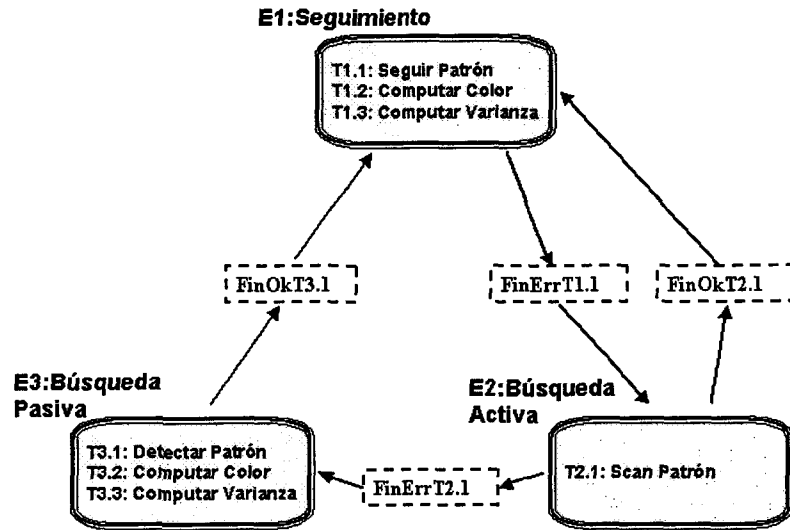 E1:Seguimiento
T1.1: Seguir Patrón
T1.2: Computar Color
T1.3: Computar Varianza
FinOkT3.1
FinErrT1.1
FinOkT2.1
E3:Búsqueda
Pasiva
T3.1: Detectar Patrón
T3.2: Computar Color
T3.3: Computar Varianza
FinErrT2.1
E2:Búsqueda
Activa
T2.1: Scan Patrón